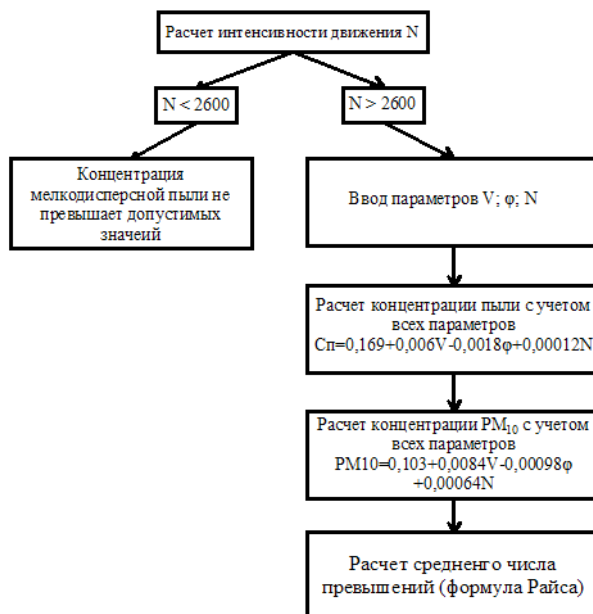 Расчет интенсивности движения N
N < 2600
N > 2600
Концентрация
мелкодисперсной пыли не
превышает допустимых
значеий
Ввод параметров V; φ; N
Расчет концентрации пыли с учетом
всех параметров
Сп=0,169+0,006V-0,0018φ+0,00012N
Расчет концентрации PM₁₀ с учетом
всех параметров
PM10=0,103+0,0084V-0,00098φ
+0,00064N
Расчет средненго числа
превышений (формула Райса)